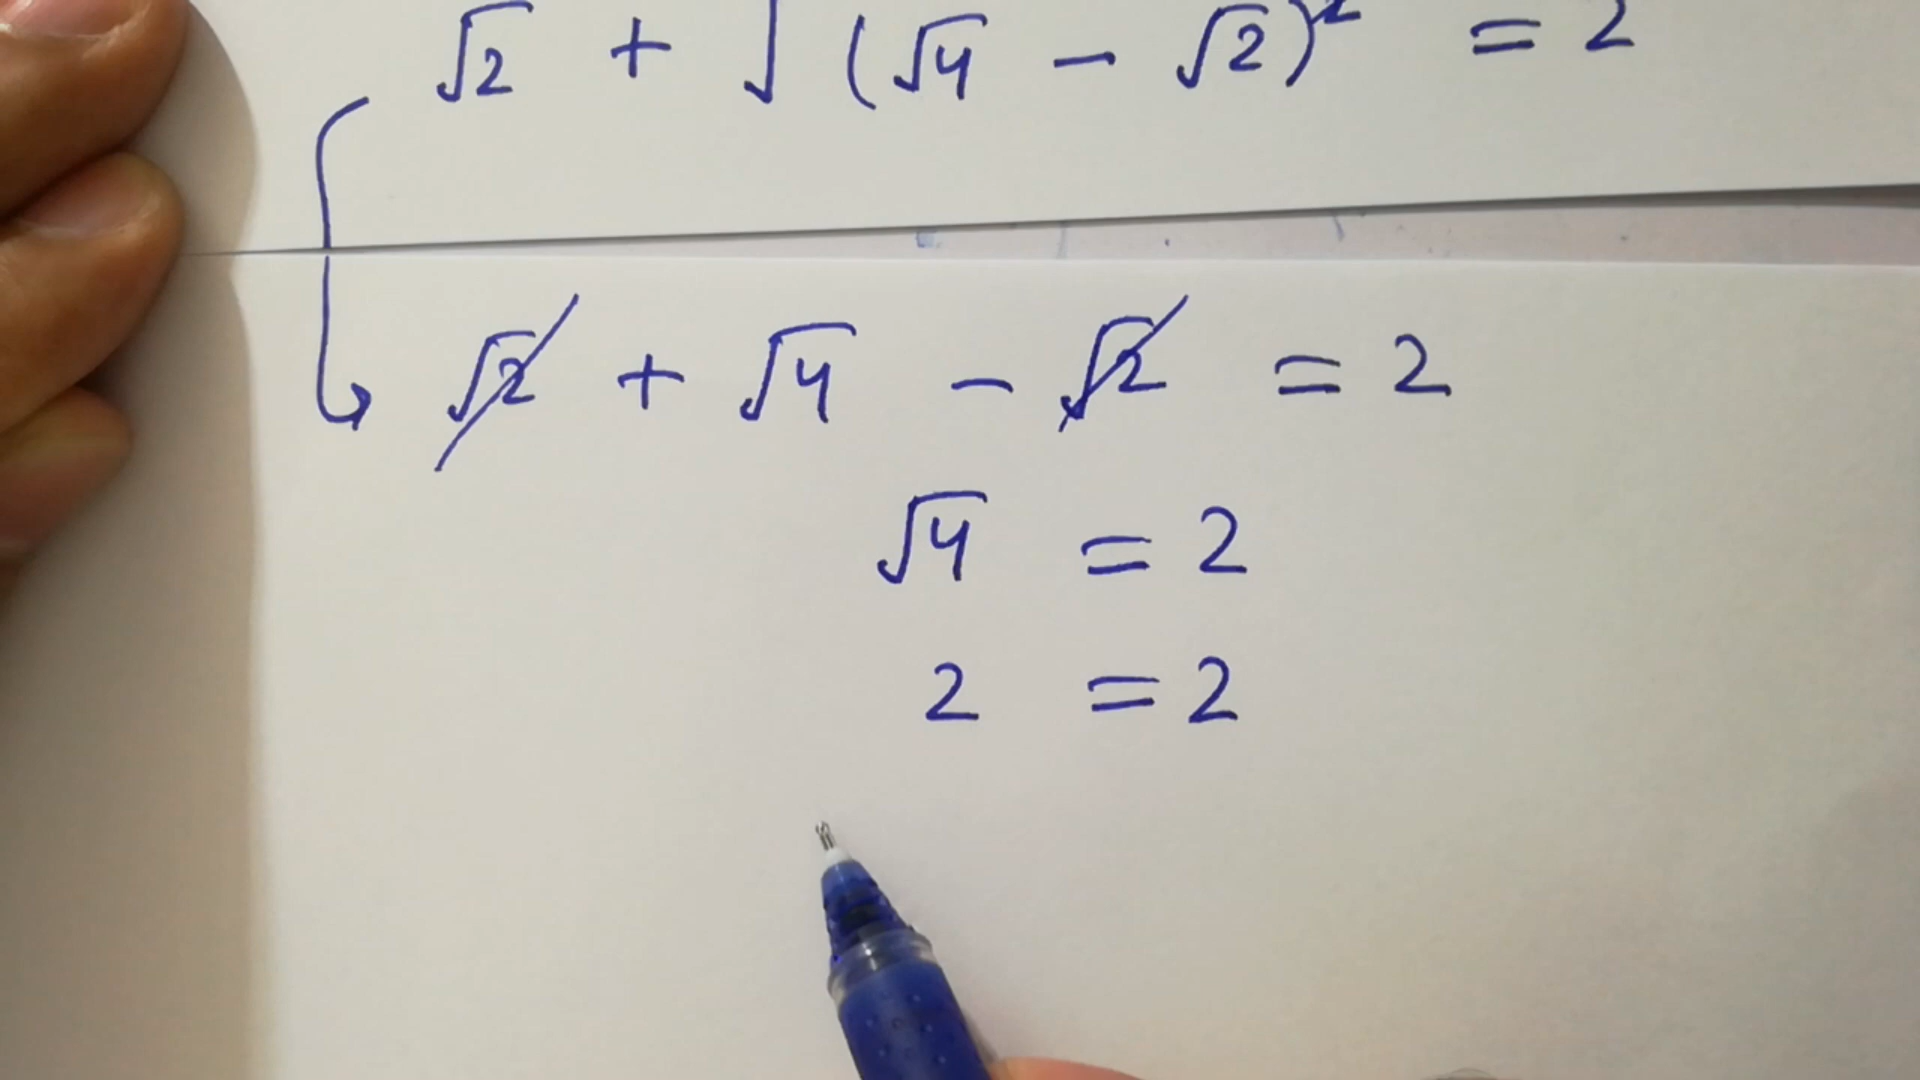 √2 + √(√4 - √2)² = 2
√2 + √4 - √2 = 2
√4 = 2
2 = 2